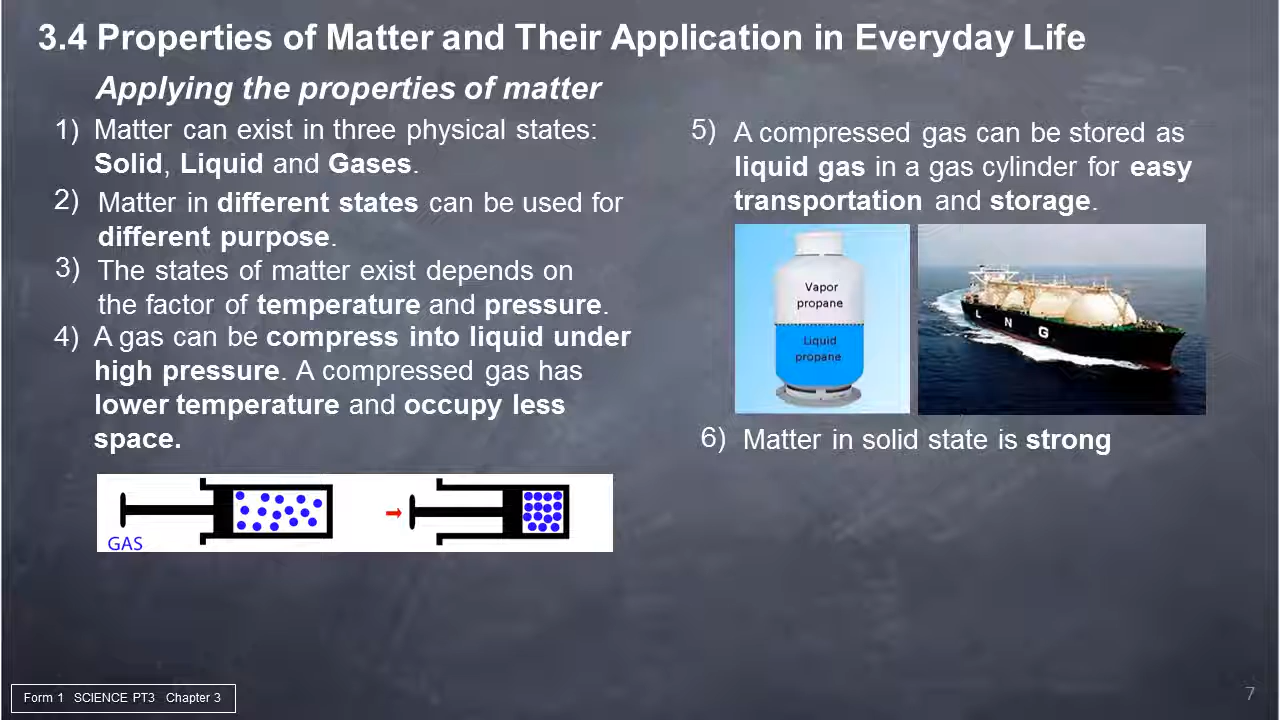 3.4 Properties of Matter and Their Application in Everyday Life
Applying the properties of matter
1) Matter can exist in three physical states:
Solid, Liquid and Gases.
2) Matter in different states can be used for
different purpose.
3) The states of matter exist depends on
the factor of temperature and pressure.
4) A gas can be compress into liquid under
high pressure. A compressed gas has
lower temperature and occupy less
space.
GAS
5) A compressed gas can be stored as
liquid gas in a gas cylinder for easy
transportation and storage.
Vapor
propane
Liquid
propane
L N G
6) Matter in solid state is strong
Form 1 SCIENCE PT3 Chapter 3
7